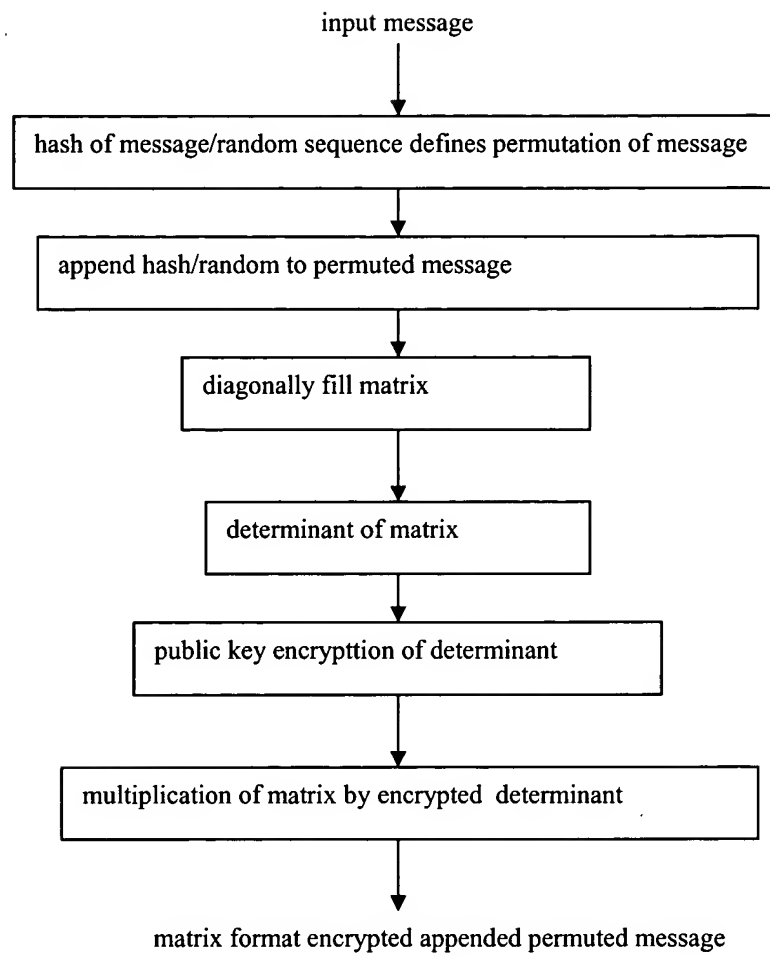 input message
hash of message/random sequence defines permutation of message
append hash/random to permuted message
diagonally fill matrix
determinant of matrix
public key encrypttion of determinant
multiplication of matrix by encrypted determinant
matrix format encrypted appended permuted message